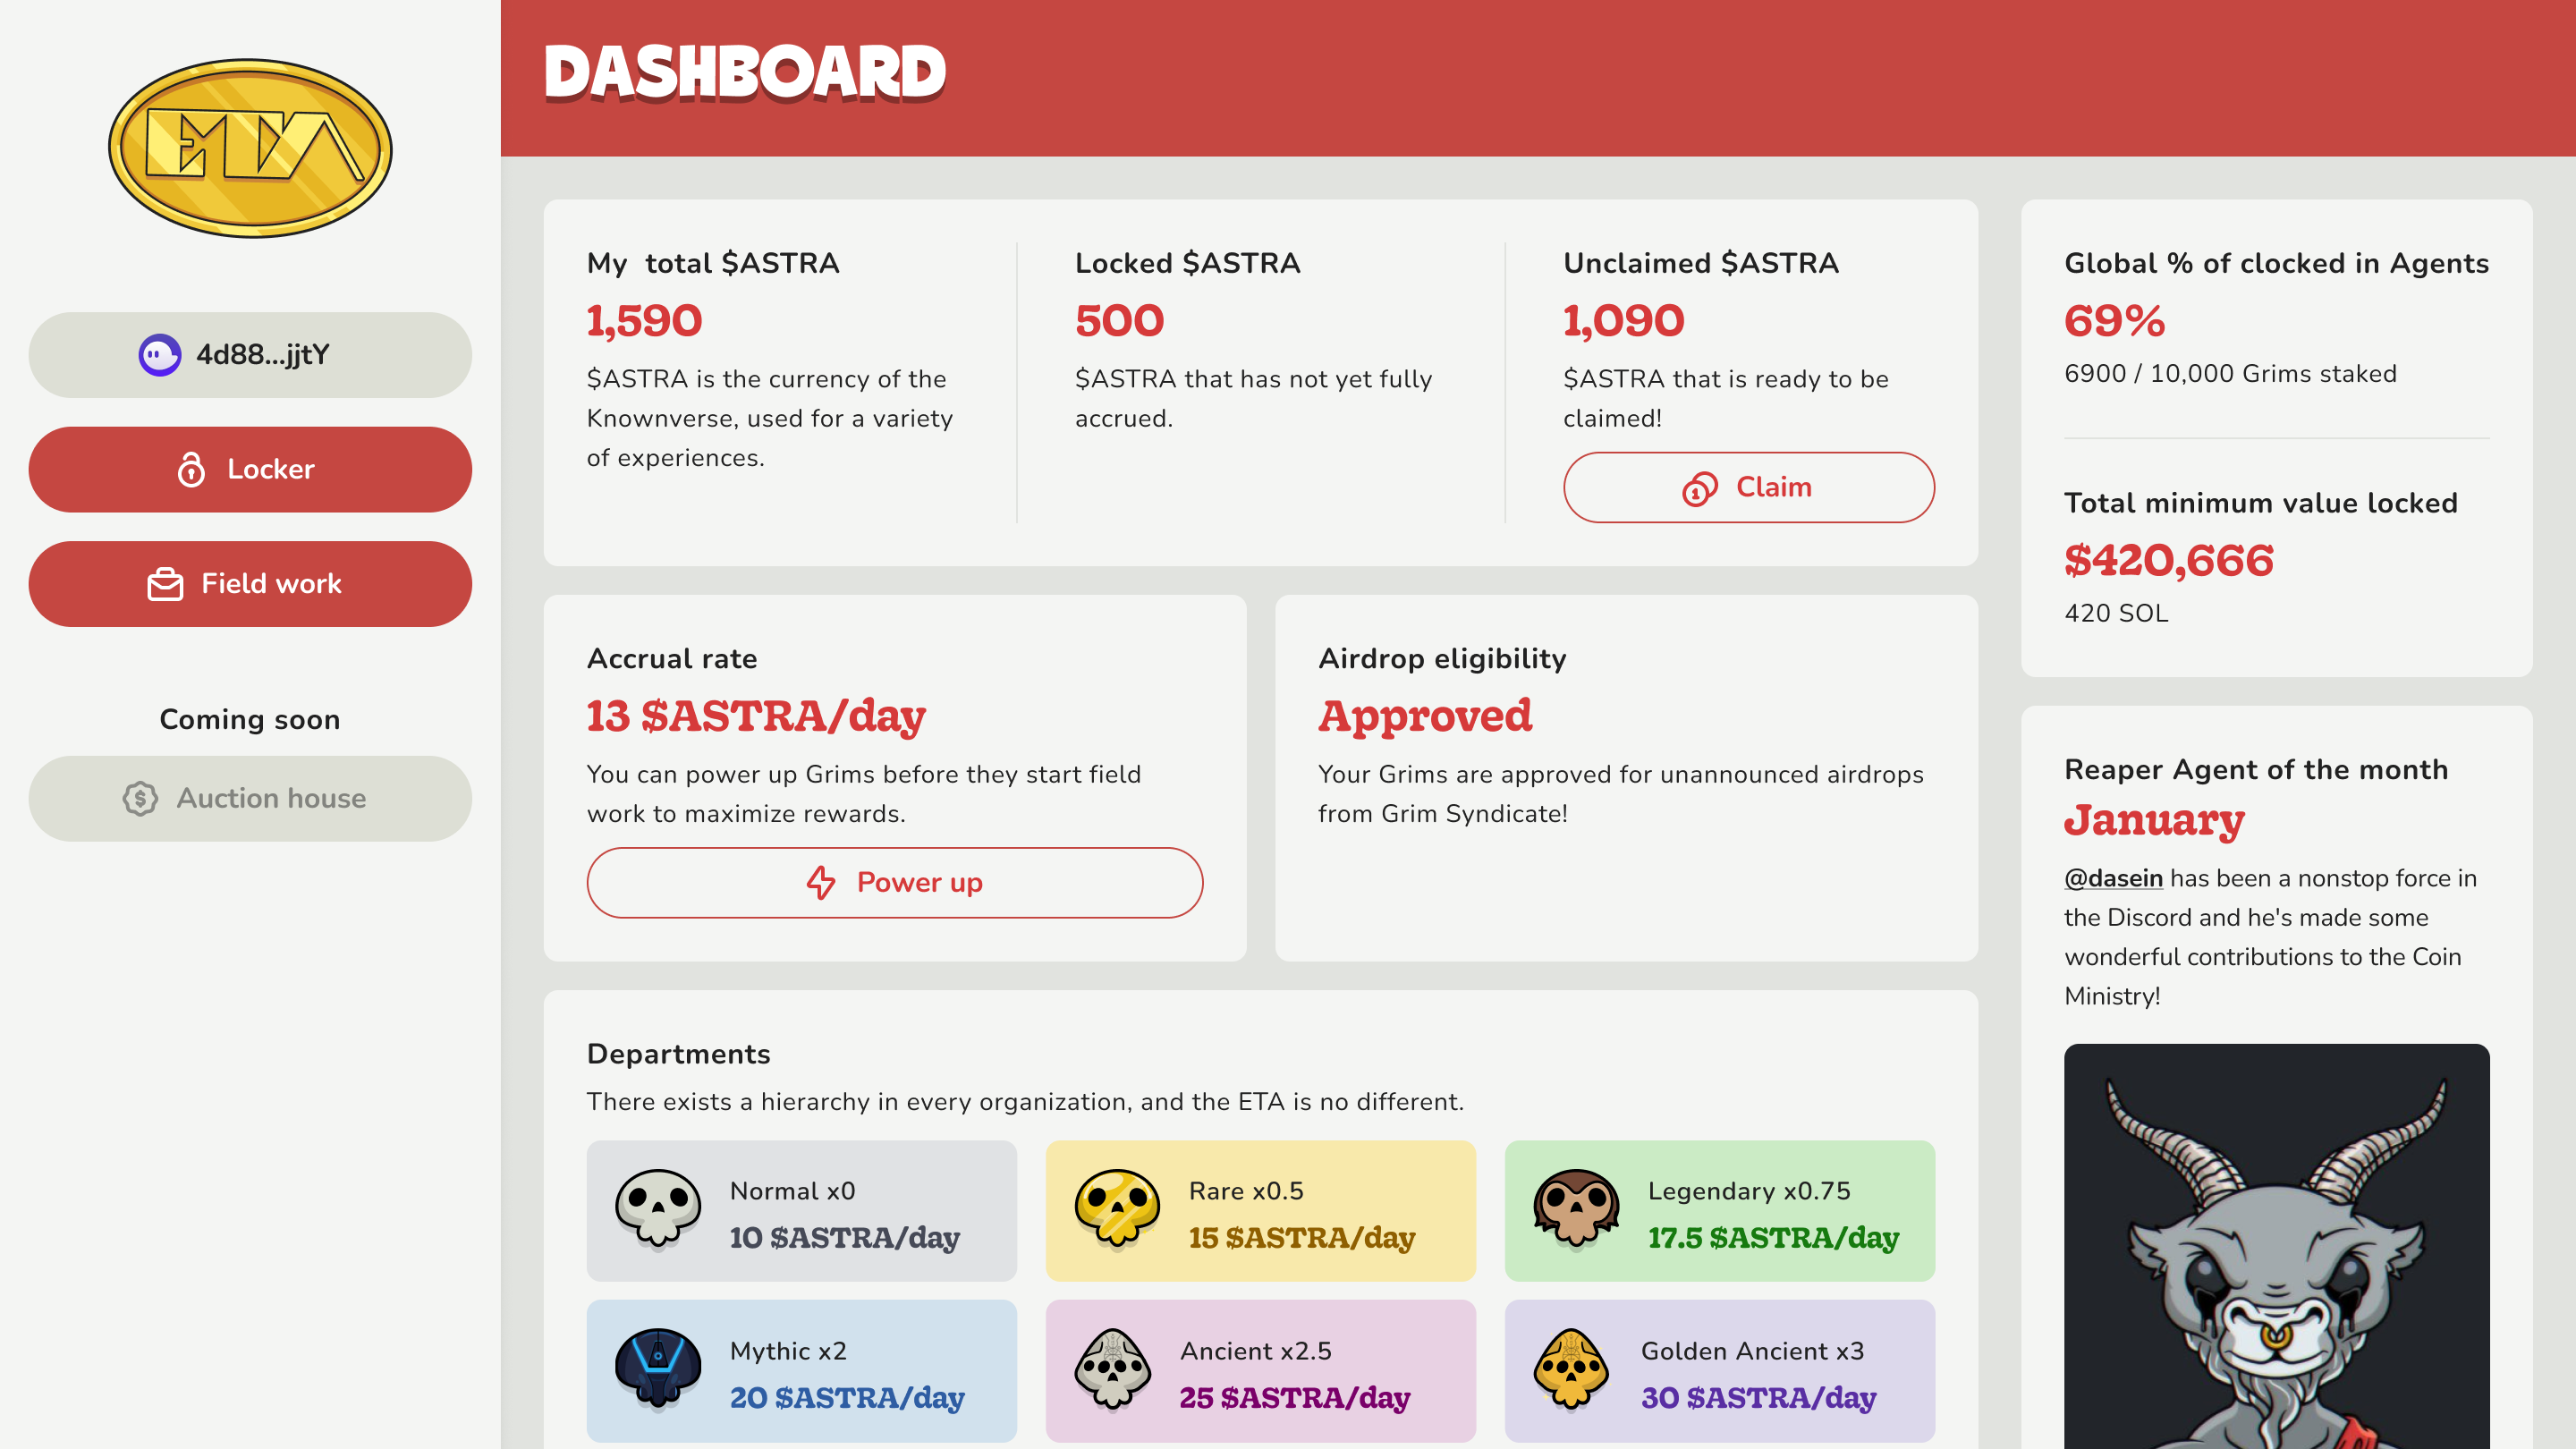 ETA
4d88...jjtY
Locker
Field work
Coming soon
Auction house
DASHBOARD
My total $ASTRA
1,590
$ASTRA is the currency of the
Knownverse, used for a variety
of experiences.
Locked $ASTRA
500
$ASTRA that has not yet fully
accrued.
Unclaimed $ASTRA
1,090
$ASTRA that is ready to be
claimed!
Claim
Accrual rate
13 $ASTRA/day
You can power up Grims before they start field
work to maximize rewards.
Power up
Airdrop eligibility
Approved
Your Grims are approved for unannounced airdrops
from Grim Syndicate!
Departments
There exists a hierarchy in every organization, and the ETA is no different.
Normal x0
10 $ASTRA/day
Rare x0.5
15 $ASTRA/day
Legendary x0.75
17.5 $ASTRA/day
Mythic x2
20 $ASTRA/day
Ancient x2.5
25 $ASTRA/day
Golden Ancient x3
30 $ASTRA/day
Global % of clocked in Agents
69%
6900 / 10,000 Grims staked
Total minimum value locked
$420,666
420 SOL
Reaper Agent of the month
January
@dasein has been a nonstop force in
the Discord and he's made some
wonderful contributions to the Coin
Ministry!